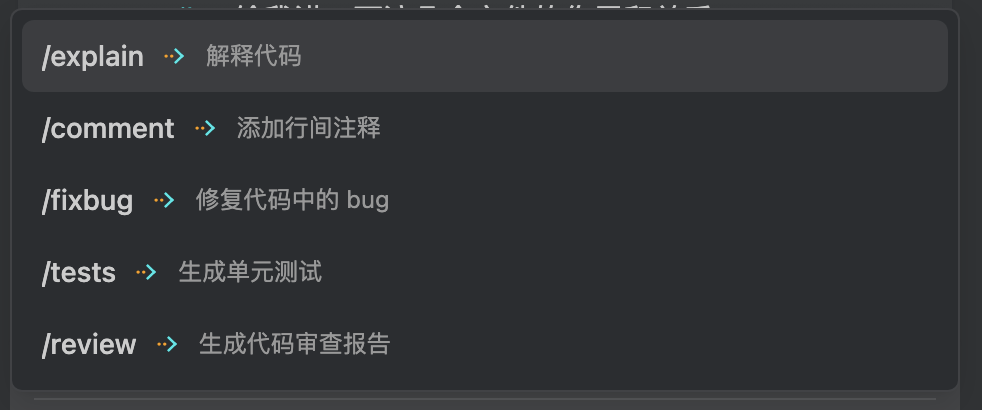 /explain 解释代码
/comment 添加行间注释
/fixbug 修复代码中的 bug
/tests 生成单元测试
/review 生成代码审查报告